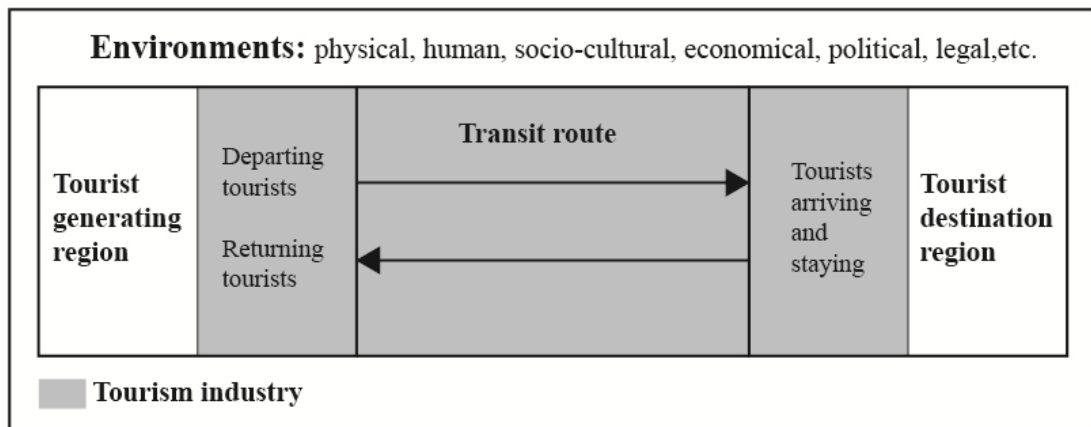 Environments: physical, human, socio-cultural, economical, political, legal,etc.
Tourist
generating
region
Departing
tourists
Returning
tourists
Transit route
Tourists
arriving
and
staying
Tourist
destination
region
Tourism industry